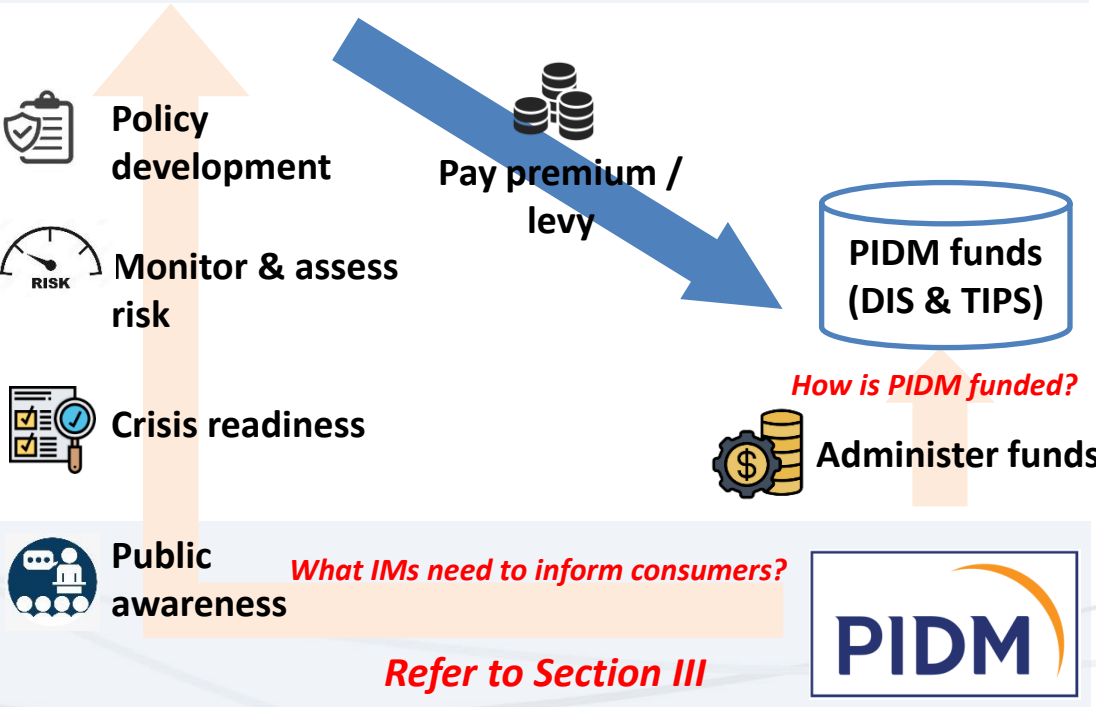 Policy
development
Pay premium /
levy
RISK
Monitor & assess
risk
PIDM funds
(DIS & TIPS)
How is PIDM funded?
Crisis readiness
$
Administer funds
Public
awareness
What IMs need to inform consumers?
PIDM
Refer to Section III